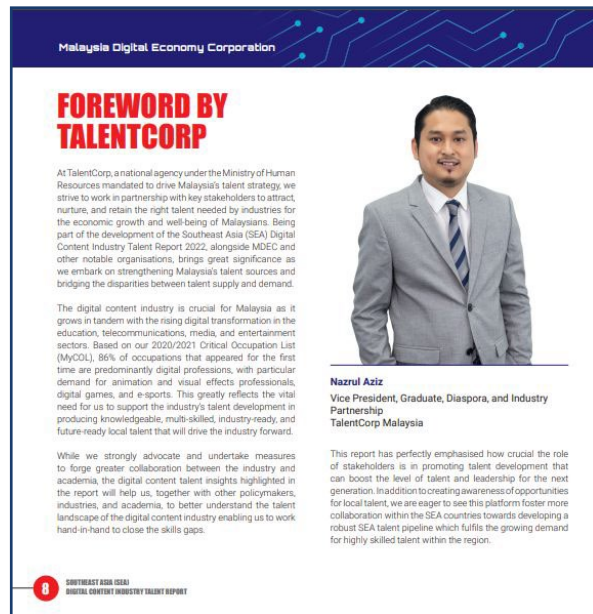 Malaysia Digital Economy Corporation
FOREWORD BY
TALENTCORP
At TalentCorp, a national agency under the Ministry of Human
Resources mandated to drive Malaysia's talent strategy, we
strive to work in partnership with key stakeholders to attract,
nurture, and retain the right talent needed by industries for
the economic growth and well-being of Malaysians. Being
part of the development of the Southeast Asia (SEA) Digital
Content Industry Talent Report 2022, alongside MDEC and
other notable organisations, brings great significance as
we embark on strengthening Malaysia's talent sources and
bridging the disparities between talent supply and demand.
The digital content industry is crucial for Malaysia as it
grows in tandem with the rising digital transformation in the
education, telecommunications, media, and entertainment
sectors. Based on our 2020/2021 Critical Occupation List
(MyCOL), 86% of occupations that appeared for the first
time are predominantly digital professions, with particular
demand for animation and visual effects professionals,
digital games, and e-sports. This greatly reflects the vital
need for us to support the industry's talent development in
producing knowledgeable, multi-skilled, industry-ready, and
future-ready local talent that will drive the industry forward.
While we strongly advocate and undertake measures
to forge greater collaboration between the industry and
academia, the digital content talent insights highlighted in
the report will help us, together with other policymakers,
industries, and academia, to better understand the talent
landscape of the digital content industry enabling us to work
hand-in-hand to close the skills gaps.
Nazrul Aziz
Vice President, Graduate, Diaspora, and Industry
Partnership
TalentCorp Malaysia
This report has perfectly emphasised how crucial the role
of stakeholders is in promoting talent development that
can boost the level of talent and leadership for the next
generation. In addition to creating awareness of opportunities
for local talent, we are eager to see this platform foster more
collaboration within the SEA countries towards developing a
robust SEA talent pipeline which fulfils the growing demand
for highly skilled talent within the region.
8
SOUTHEAST ASIA (SEA)
DIGITAL CONTENT INDUSTRY TALENT REPORT